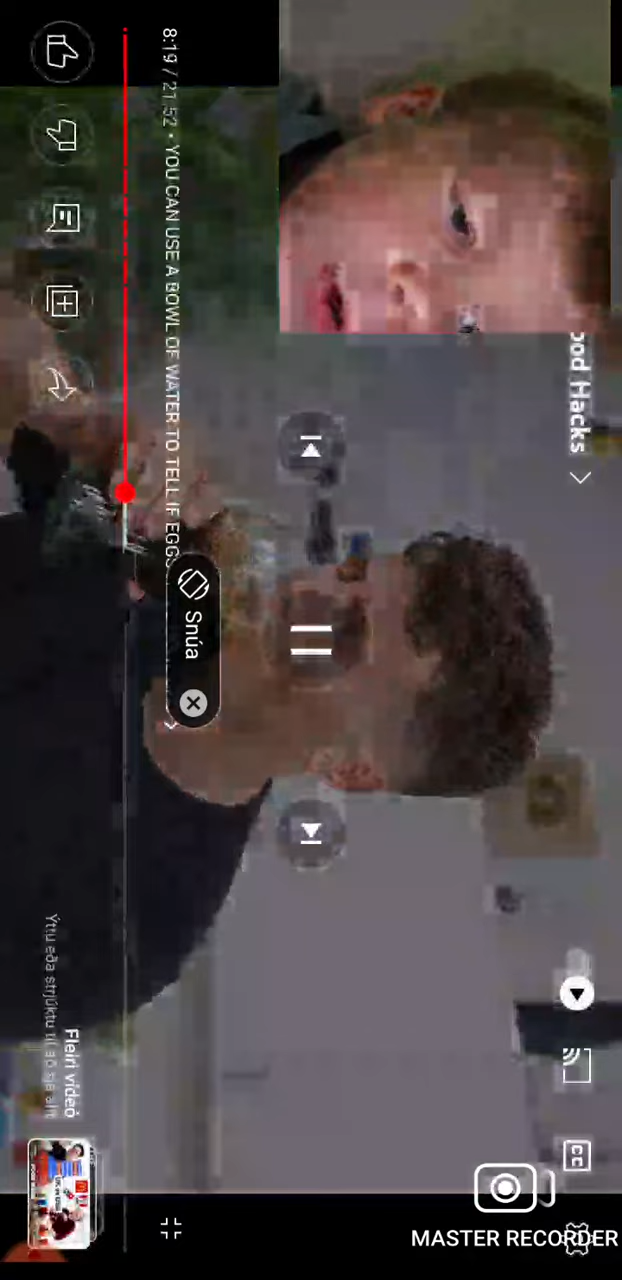 ood Hacks
8:19 / 21:52 • YOU CAN USE A BOWL OF WATER TO TELL IF EGGS
Snúa
Fleiri vídeó
Ýttu eða strjúktu til að sjá allt
CC
MASTER RECORDER